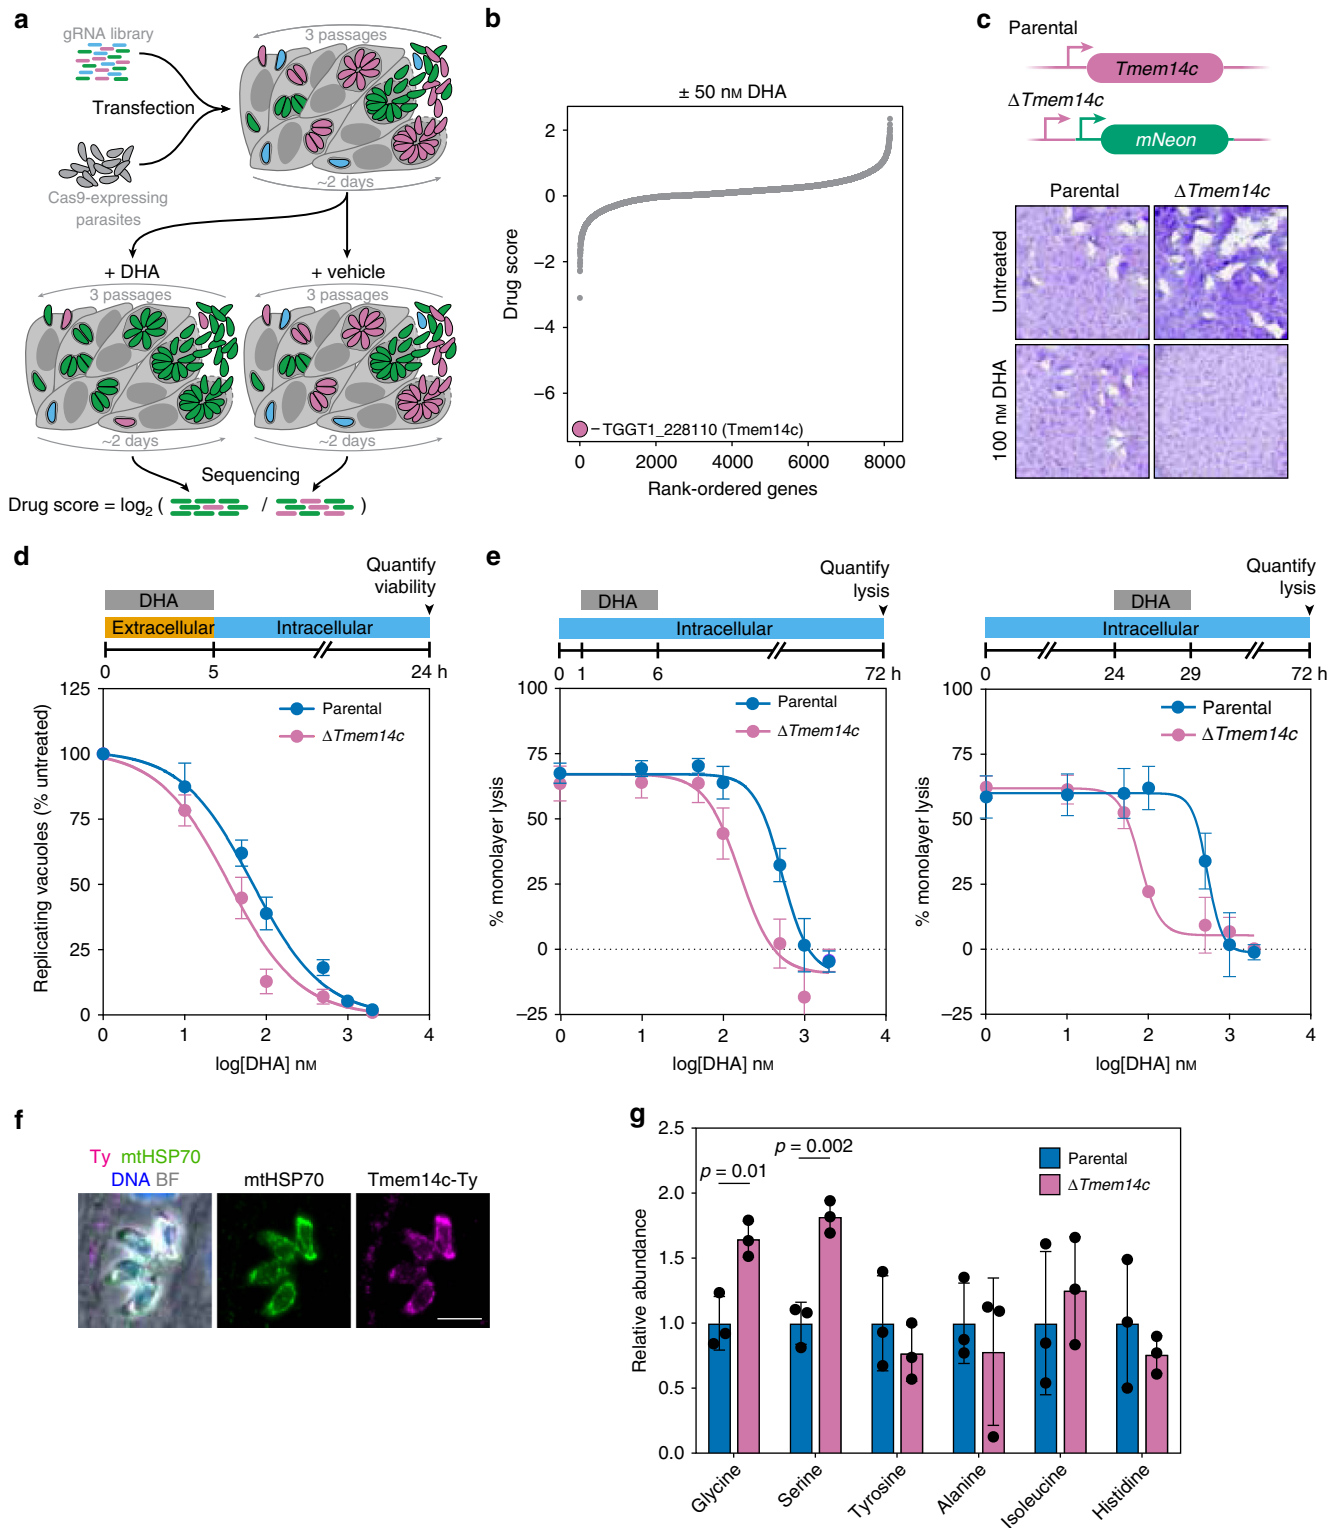 a
gRNA library
Transfection
Cas9-expressing
parasites
3 passages
~2 days
+ DHA
3 passages
~2 days
+ vehicle
3 passages
~2 days
Sequencing
Drug score = log2 ( / )
b
± 50 nM DHA
Drug score
2
0
−2
−4
−6
TGGT1_228110 (Tmem14c)
0 2000 4000 6000 8000
Rank-ordered genes
c
Parental
Tmem14c
ΔTmem14c
mNeon
Parental ΔTmem14c
Untreated
100 nM DHA
d
Quantify
viability
DHA
Extracellular Intracellular
0 5 24 h
Replicating vacuoles (% untreated)
125
100
75
50
25
0
Parental
ΔTmem14c
0 1 2 3 4
log[DHA] nM
e
Quantify
lysis
DHA
Intracellular
0 1 6 72 h
% monolayer lysis
100
75
50
25
0
−25
Parental
ΔTmem14c
0 1 2 3 4
log[DHA] nM
Quantify
lysis
DHA
Intracellular
0 24 29 72 h
% monolayer lysis
100
75
50
25
0
−25
Parental
ΔTmem14c
0 1 2 3 4
log[DHA] nM
f
Ty mtHSP70
DNA BF
mtHSP70
Tmem14c-Ty
g
Relative abundance
2.5
2.0
1.5
1.0
0.5
0.0
p = 0.01
p = 0.002
Parental
ΔTmem14c
Glycine
Serine
Tyrosine
Alanine
Isoleucine
Histidine